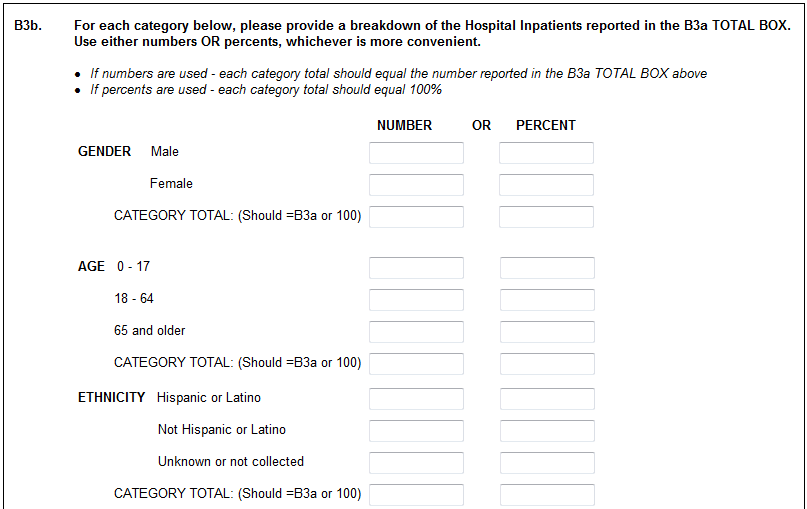 B3b. For each category below, please provide a breakdown of the Hospital Inpatients reported in the B3a TOTAL BOX.
Use either numbers OR percents, whichever is more convenient.
• If numbers are used - each category total should equal the number reported in the B3a TOTAL BOX above
• If percents are used - each category total should equal 100%
NUMBER OR PERCENT
GENDER Male
Female
CATEGORY TOTAL: (Should =B3a or 100)
AGE 0 - 17
18 - 64
65 and older
CATEGORY TOTAL: (Should =B3a or 100)
ETHNICITY Hispanic or Latino
Not Hispanic or Latino
Unknown or not collected
CATEGORY TOTAL: (Should =B3a or 100)